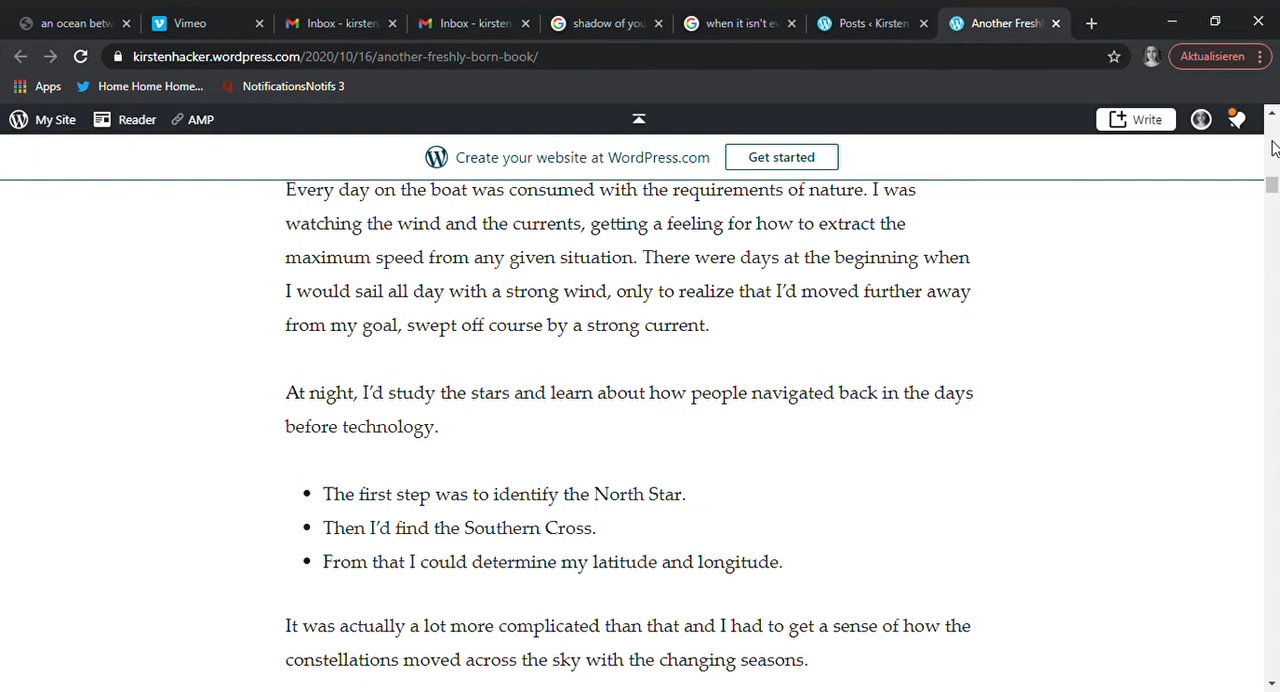 an ocean betw
Vimeo
Inbox - kirsten
Inbox - kirsten
shadow of you
when it isn't e
Posts ‹ Kirsten
Another Fresh
kirstenhacker.wordpress.com/2020/10/16/another-freshly-born-book/
Aktualisieren
Apps
Home Home Home...
NotificationsNotifs 3
My Site
Reader
AMP
Write
Create your website at WordPress.com
Get started
Every day on the boat was consumed with the requirements of nature. I was
watching the wind and the currents, getting a feeling for how to extract the
maximum speed from any given situation. There were days at the beginning when
I would sail all day with a strong wind, only to realize that I'd moved further away
from my goal, swept off course by a strong current.
At night, I'd study the stars and learn about how people navigated back in the days
before technology.
• The first step was to identify the North Star.
• Then I'd find the Southern Cross.
• From that I could determine my latitude and longitude.
It was actually a lot more complicated than that and I had to get a sense of how the
constellations moved across the sky with the changing seasons.